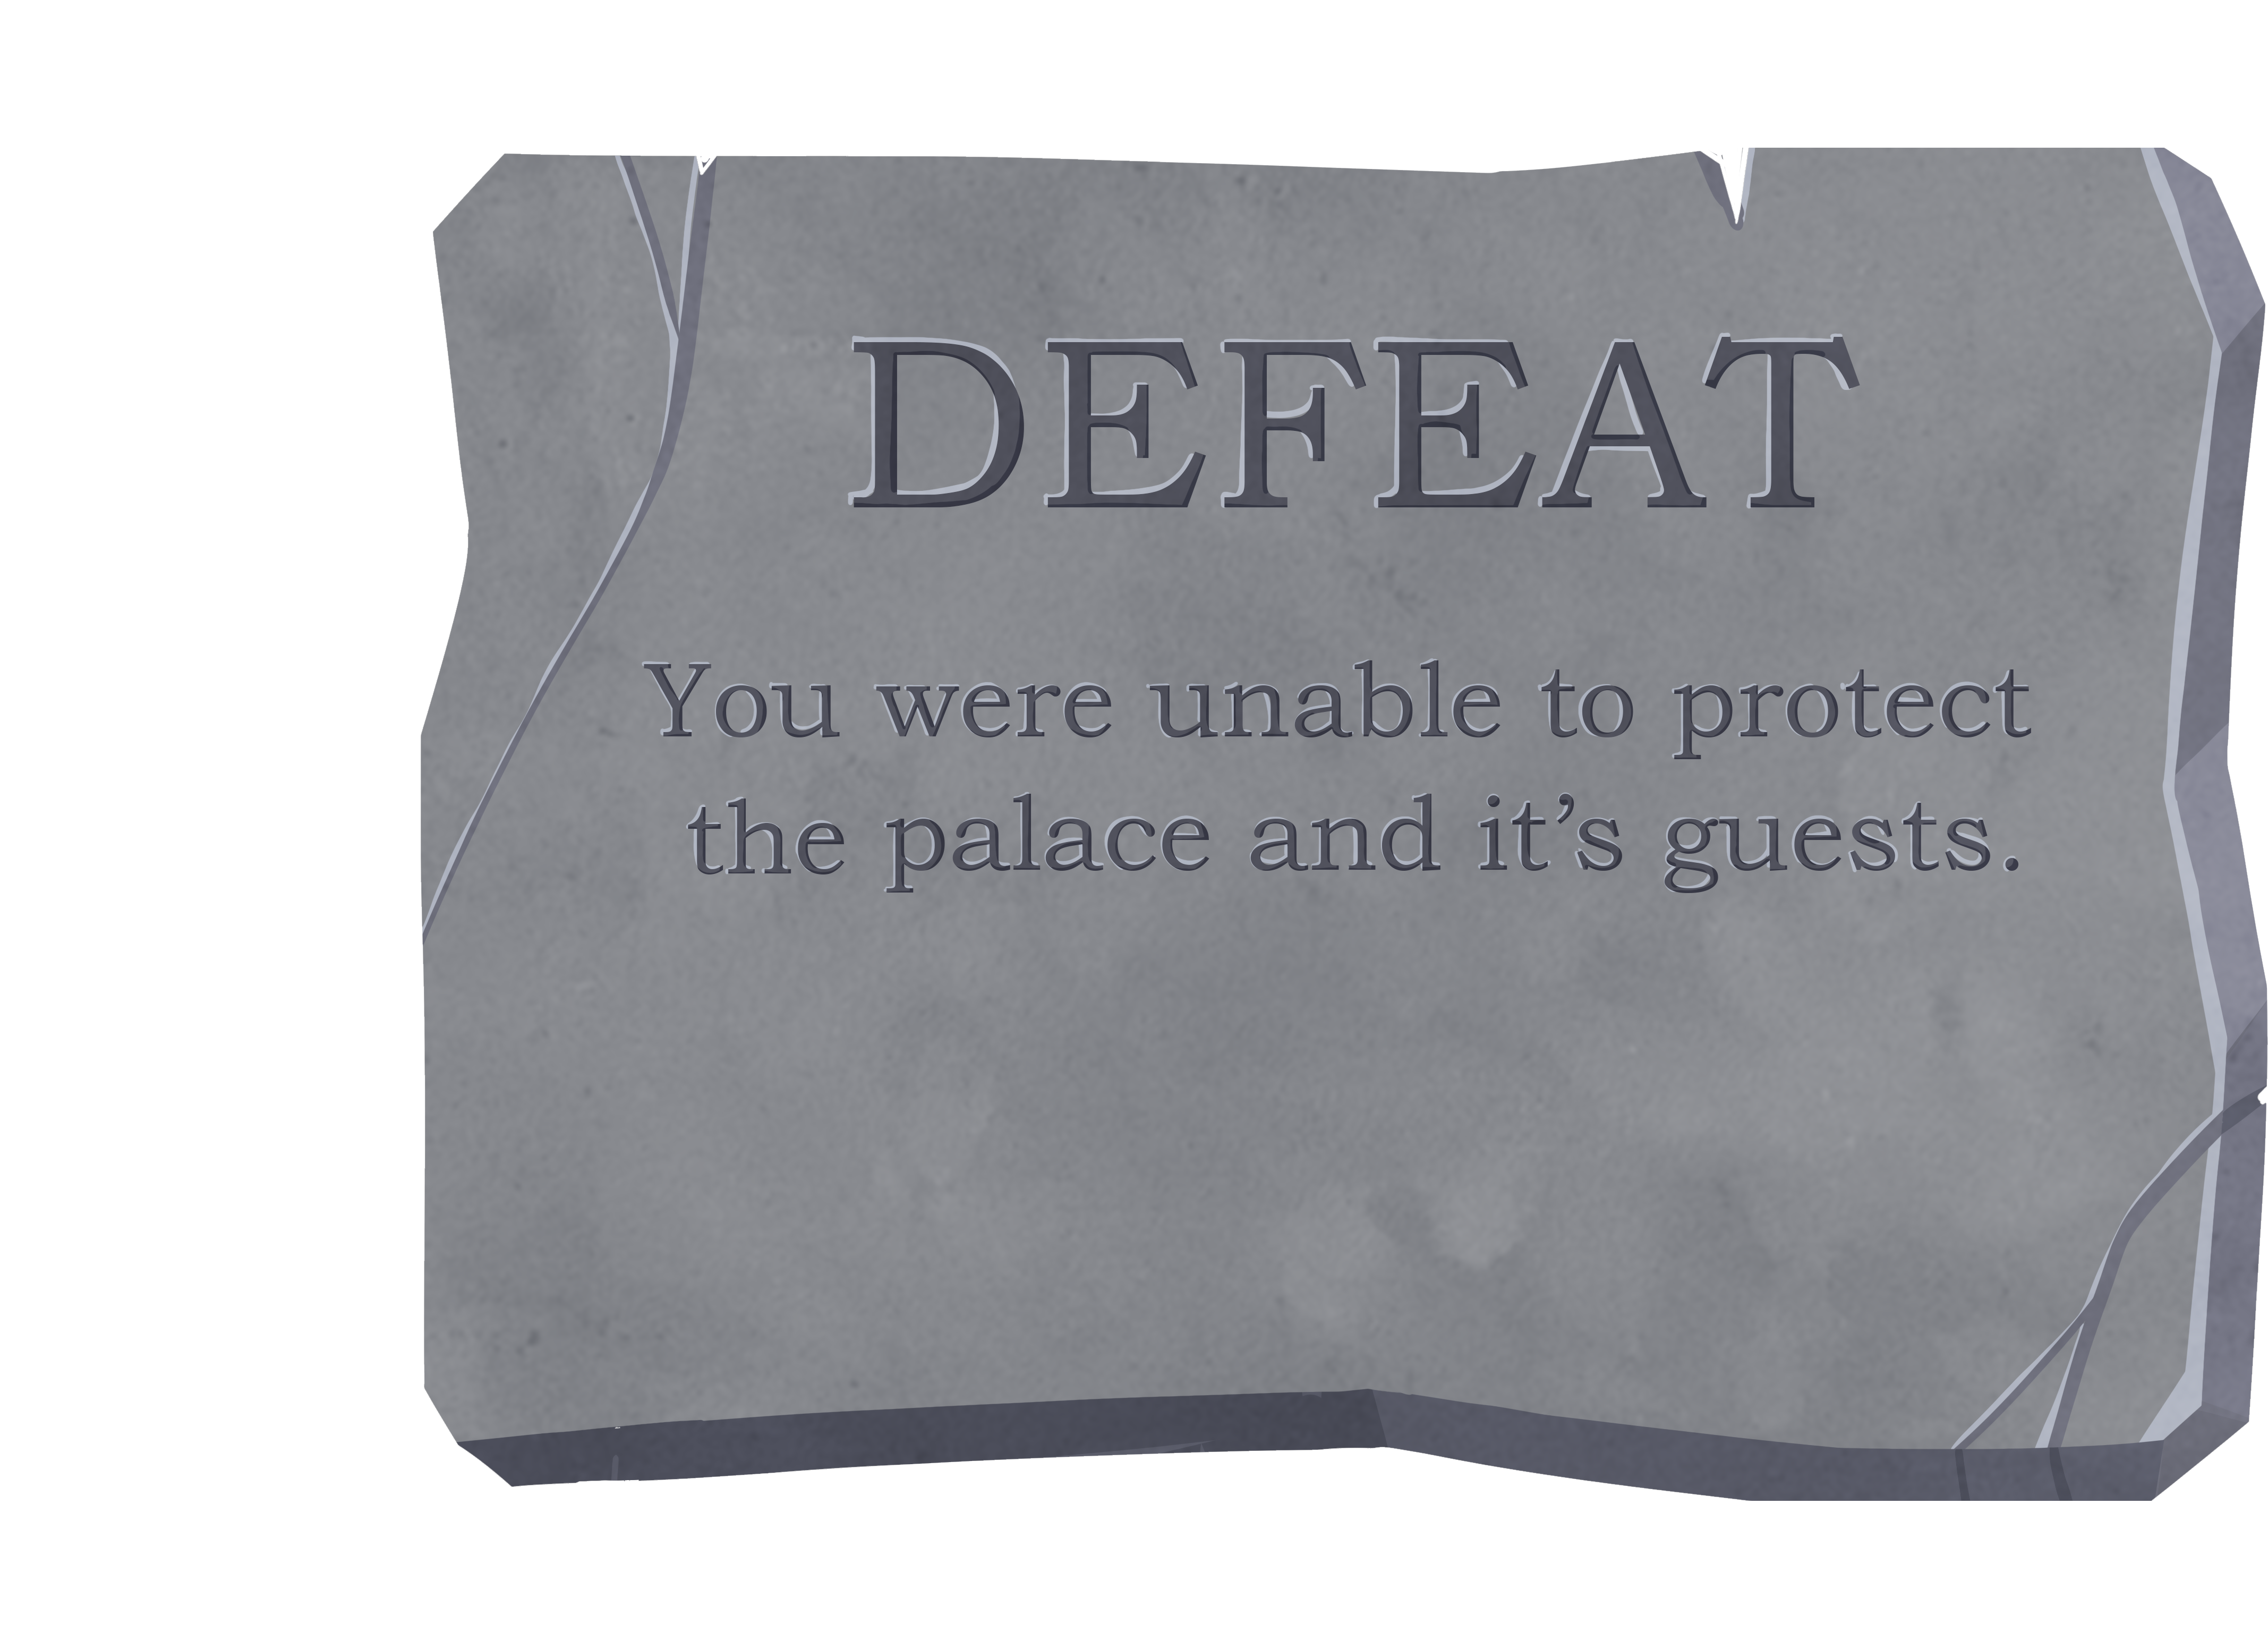 DEFEAT
You were unable to protect
the palace and it’s guests.